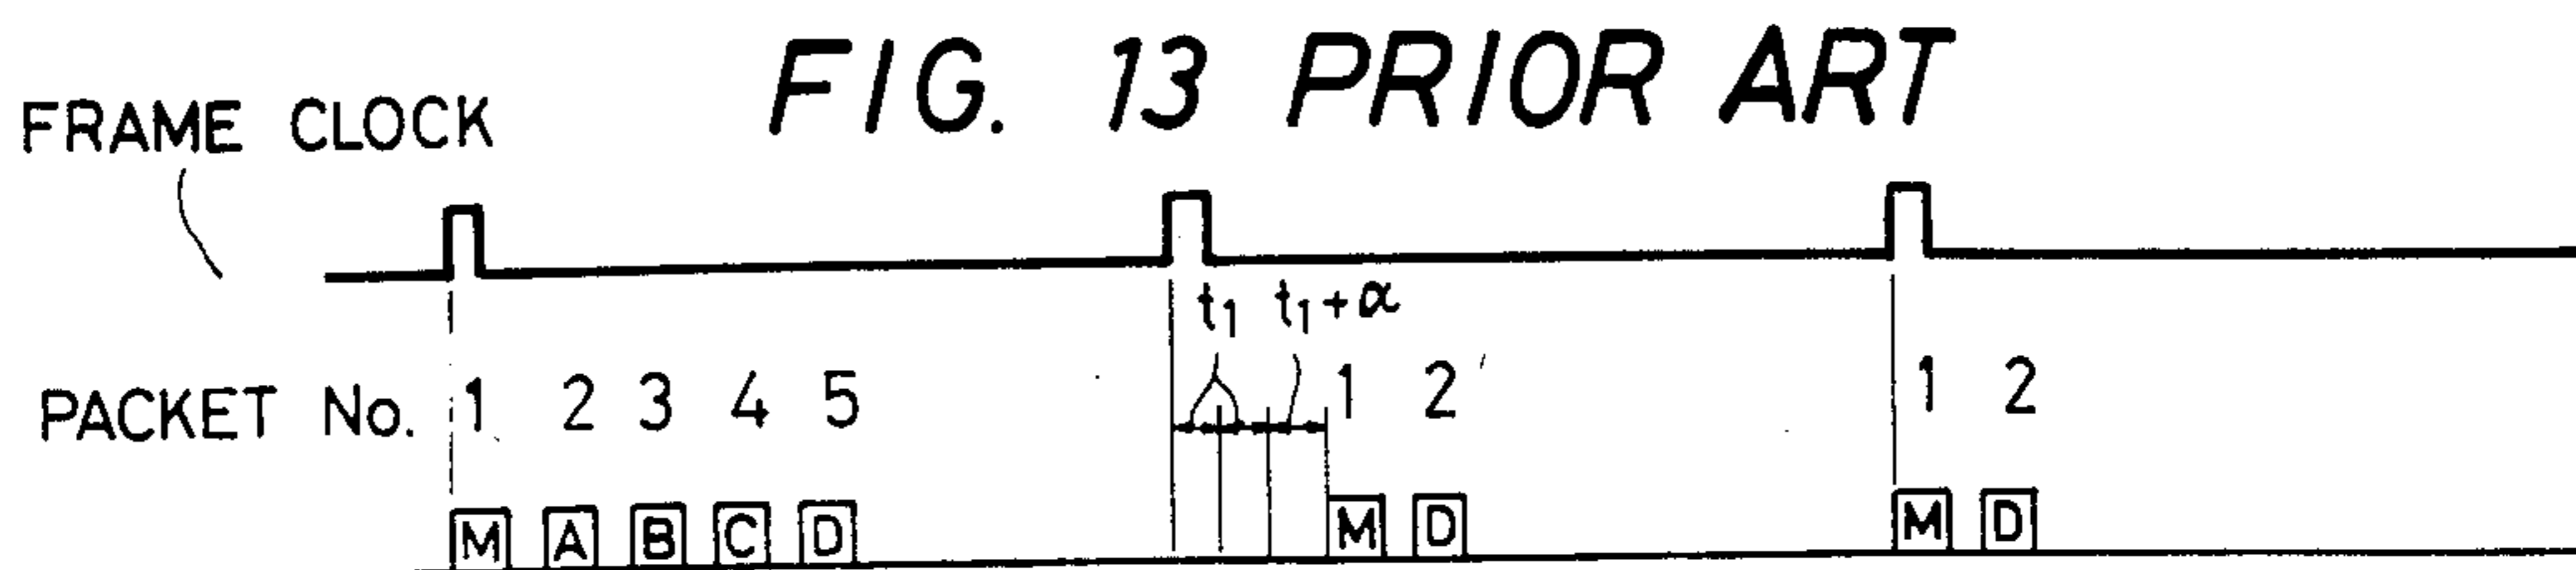 FIG. 13 PRIOR ART
FRAME CLOCK
t1 t1+α
PACKET No. 1 2 3 4 5 1 2 1 2
M A B C D M D M D